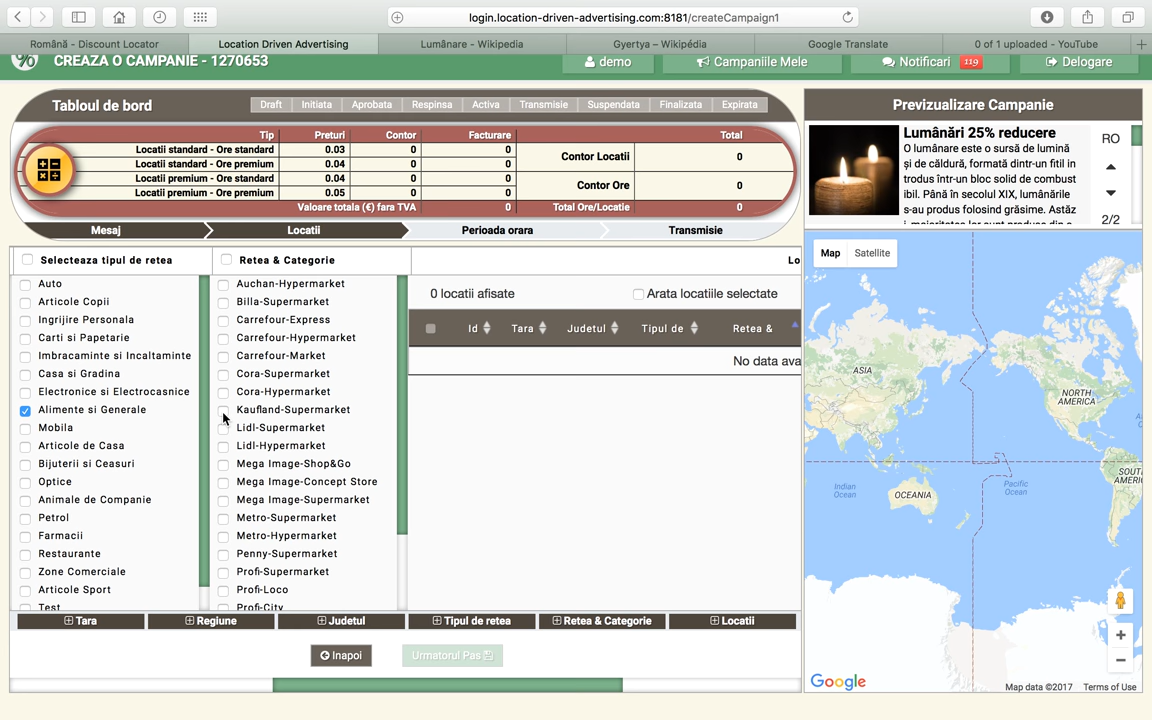 login.location-driven-advertising.com:8181/createCampaign1
Română - Discount Locator
Location Driven Advertising
Lumânare - Wikipedia
Gyertya – Wikipédia
Google Translate
0 of 1 uploaded - YouTube
CREAZA O CAMPANIE - 1270653
demo
Campaniile Mele
Notificari 119
Delogare
Tabloul de bord
Draft Initiata Aprobata Respinsa Activa Transmisie Suspendata Finalizata Expirata
Tip Preturi Contor Facturare Total
Locatii standard - Ore standard 0.03 0 0
Locatii standard - Ore premium 0.04 0 0
Locatii premium - Ore standard 0.04 0 0
Locatii premium - Ore premium 0.05 0 0
Contor Locatii 0
Contor Ore 0
Valoare totala (€) fara TVA 0 Total Ore/Locatie 0
Mesaj Locatii Perioada orara Transmisie
Selecteaza tipul de retea
Auto
Articole Copii
Ingrijire Personala
Carti si Papetarie
Imbracaminte si Incaltaminte
Casa si Gradina
Electronice si Electrocasnice
Alimente si Generale
Mobila
Articole de Casa
Bijuterii si Ceasuri
Optice
Animale de Companie
Petrol
Farmacii
Restaurante
Zone Comerciale
Articole Sport
Test
Retea & Categorie
Auchan-Hypermarket
Billa-Supermarket
Carrefour-Express
Carrefour-Hypermarket
Carrefour-Market
Cora-Supermarket
Cora-Hypermarket
Kaufland-Supermarket
Lidl-Supermarket
Lidl-Hypermarket
Mega Image-Shop&Go
Mega Image-Concept Store
Mega Image-Supermarket
Metro-Supermarket
Metro-Hypermarket
Penny-Supermarket
Profi-Supermarket
Profi-Loco
Profi-City
Lo
0 locatii afisate
Arata locatiile selectate
Id Tara Judetul Tipul de Retea &
No data ava
Tara Regiune Judetul Tipul de retea Retea & Categorie Locatii
Inapoi
Urmatorul Pas
Previzualizare Campanie
Lumânări 25% reducere
O lumânare este o sursă de lumină
și de căldură, formată dintr-un fitil in
trodus într-un bloc solid de combust
ibil. Până în secolul XIX, lumânările
s-au produs folosind grăsime. Astăz
RO
2/2
Map Satellite
ASIA
NORTH
AMERICA
SOUT
AMERI
Indian
Ocean
OCEANIA
Pacific
Ocean
At
O
Google
Map data ©2017 Terms of Use